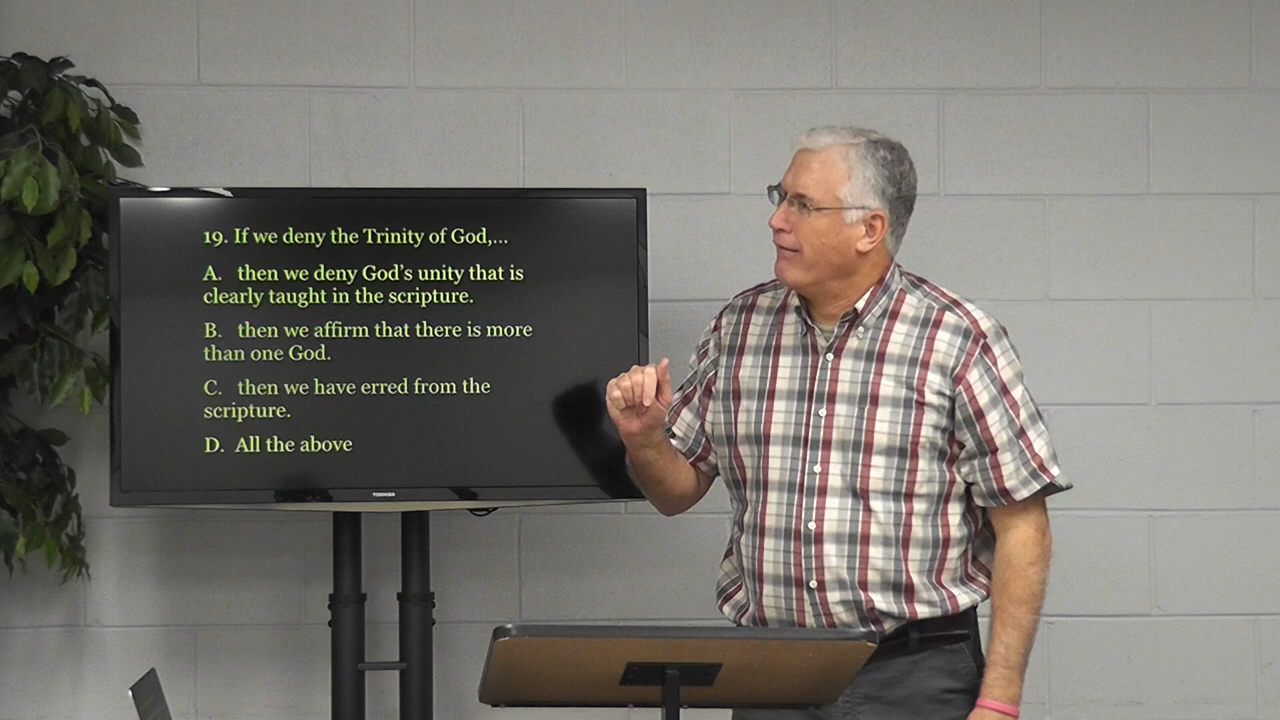 19. If we deny the Trinity of God,...
A. then we deny God's unity that is
clearly taught in the scripture.
B. then we affirm that there is more
than one God.
C. then we have erred from the
scripture.
D. All the above
TOSHIBA